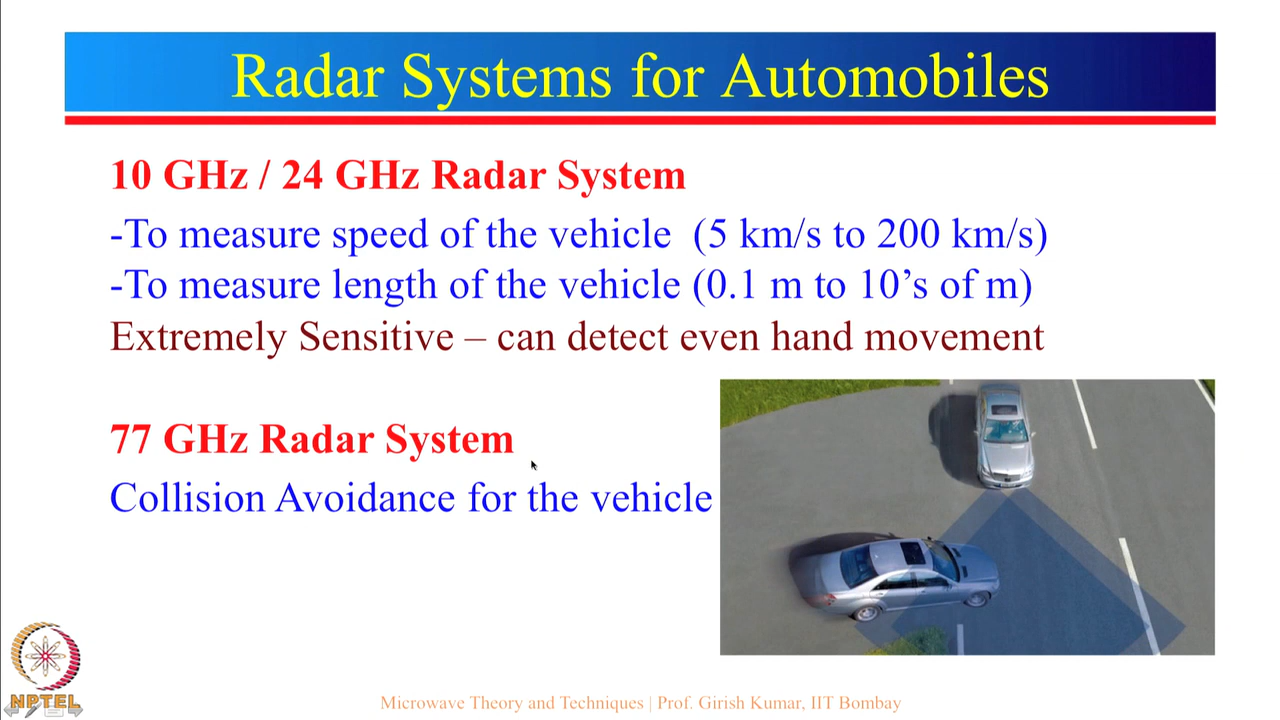 Radar Systems for Automobiles
10 GHz / 24 GHz Radar System
-To measure speed of the vehicle (5 km/s to 200 km/s)
-To measure length of the vehicle (0.1 m to 10’s of m)
Extremely Sensitive – can detect even hand movement
77 GHz Radar System
Collision Avoidance for the vehicle
NPTEL
Microwave Theory and Techniques | Prof. Girish Kumar, IIT Bombay